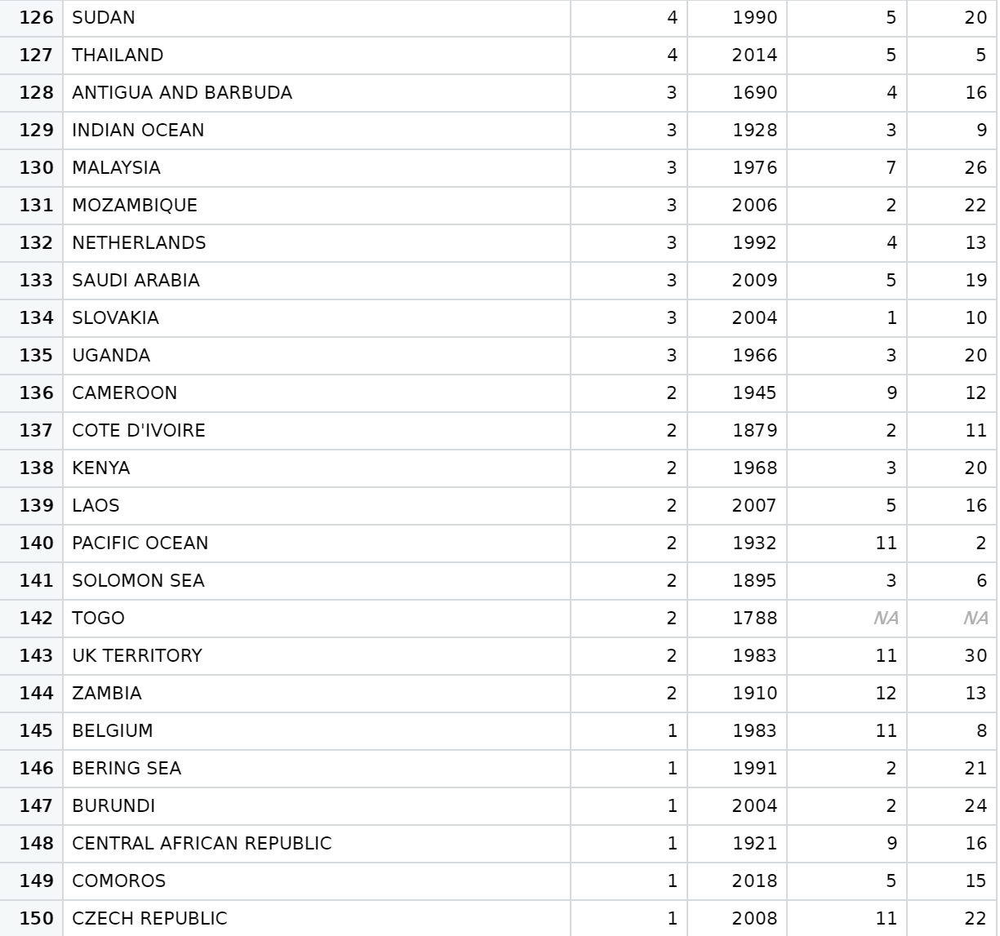 126 SUDAN 4 1990 5 20
127 THAILAND 4 2014 5 5
128 ANTIGUA AND BARBUDA 3 1690 4 16
129 INDIAN OCEAN 3 1928 3 9
130 MALAYSIA 3 1976 7 26
131 MOZAMBIQUE 3 2006 2 22
132 NETHERLANDS 3 1992 4 13
133 SAUDI ARABIA 3 2009 5 19
134 SLOVAKIA 3 2004 1 10
135 UGANDA 3 1966 3 20
136 CAMEROON 2 1945 9 12
137 COTE D'IVOIRE 2 1879 2 11
138 KENYA 2 1968 3 20
139 LAOS 2 2007 5 16
140 PACIFIC OCEAN 2 1932 11 2
141 SOLOMON SEA 2 1895 3 6
142 TOGO 2 1788 NA NA
143 UK TERRITORY 2 1983 11 30
144 ZAMBIA 2 1910 12 13
145 BELGIUM 1 1983 11 8
146 BERING SEA 1 1991 2 21
147 BURUNDI 1 2004 2 24
148 CENTRAL AFRICAN REPUBLIC 1 1921 9 16
149 COMOROS 1 2018 5 15
150 CZECH REPUBLIC 1 2008 11 22